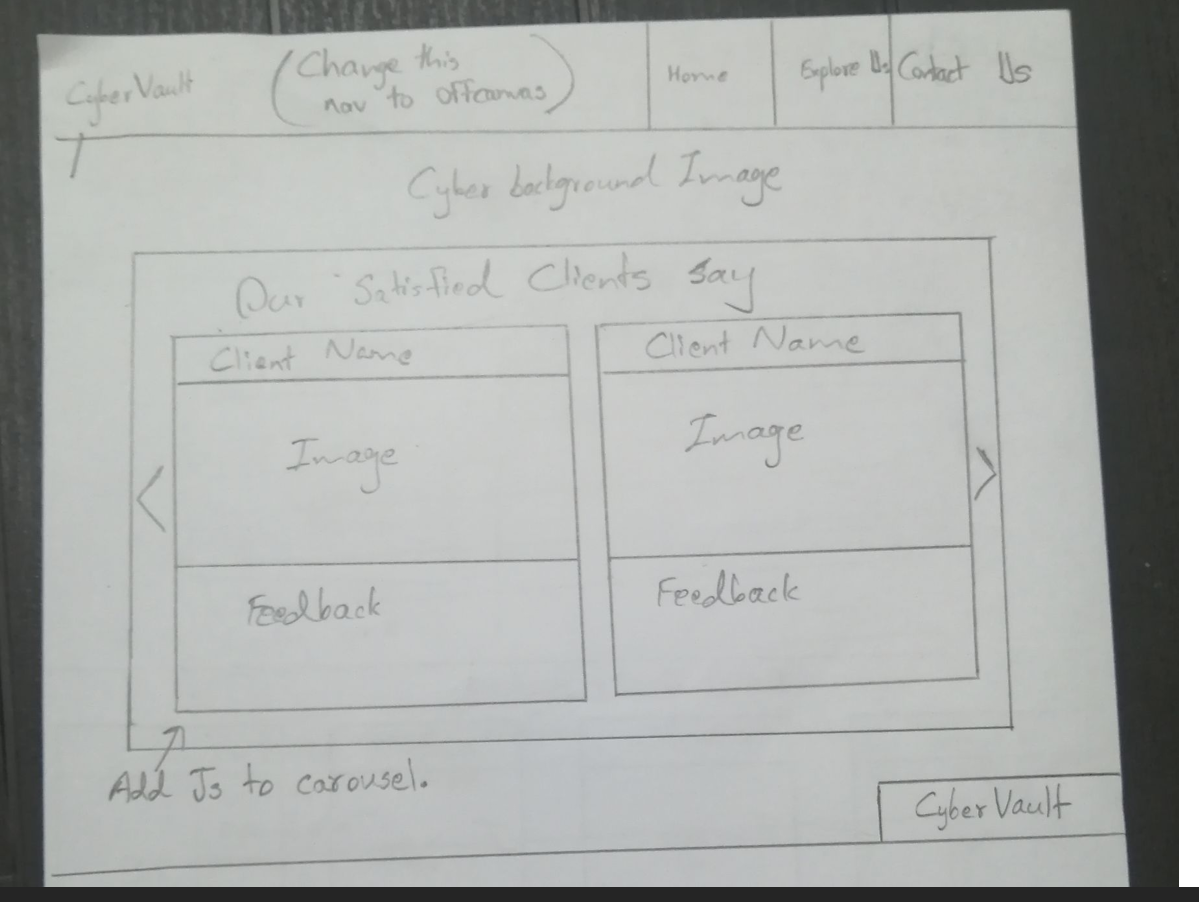 CyberVault
(Change this
nav to offcanvas)
Home
Explore Us
Contact Us
Cyber background Image
Our Satisfied Clients Say
Client Name
Image
Feedback
Client Name
Image
Feedback
Add Js to carousel.
CyberVault